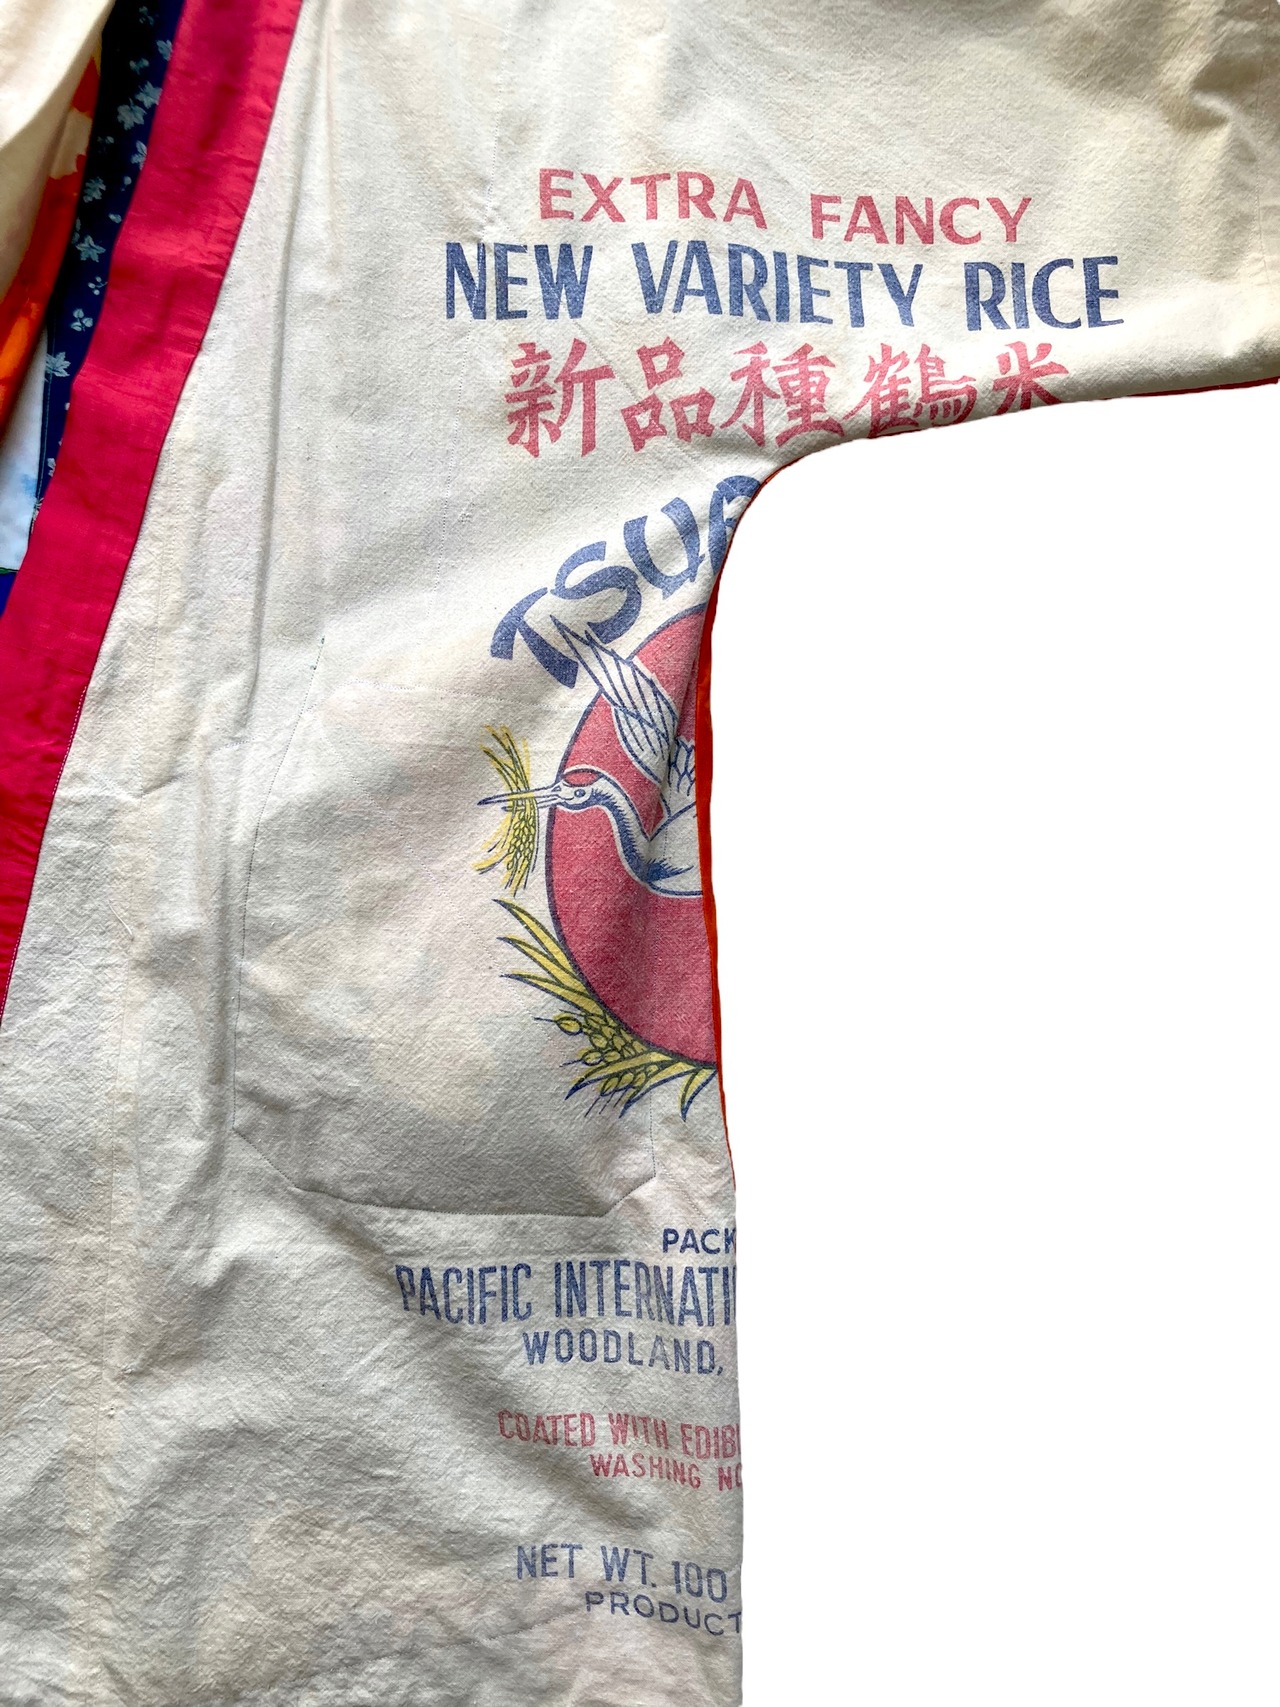 EXTRA FANCY
NEW VARIETY RICE
新品種鶴米
TSU
PACK
PACIFIC INTERNATI
WOODLAND,
COATED WITH EDIB
WASHING NO
NET WT. 100
PRODUCT